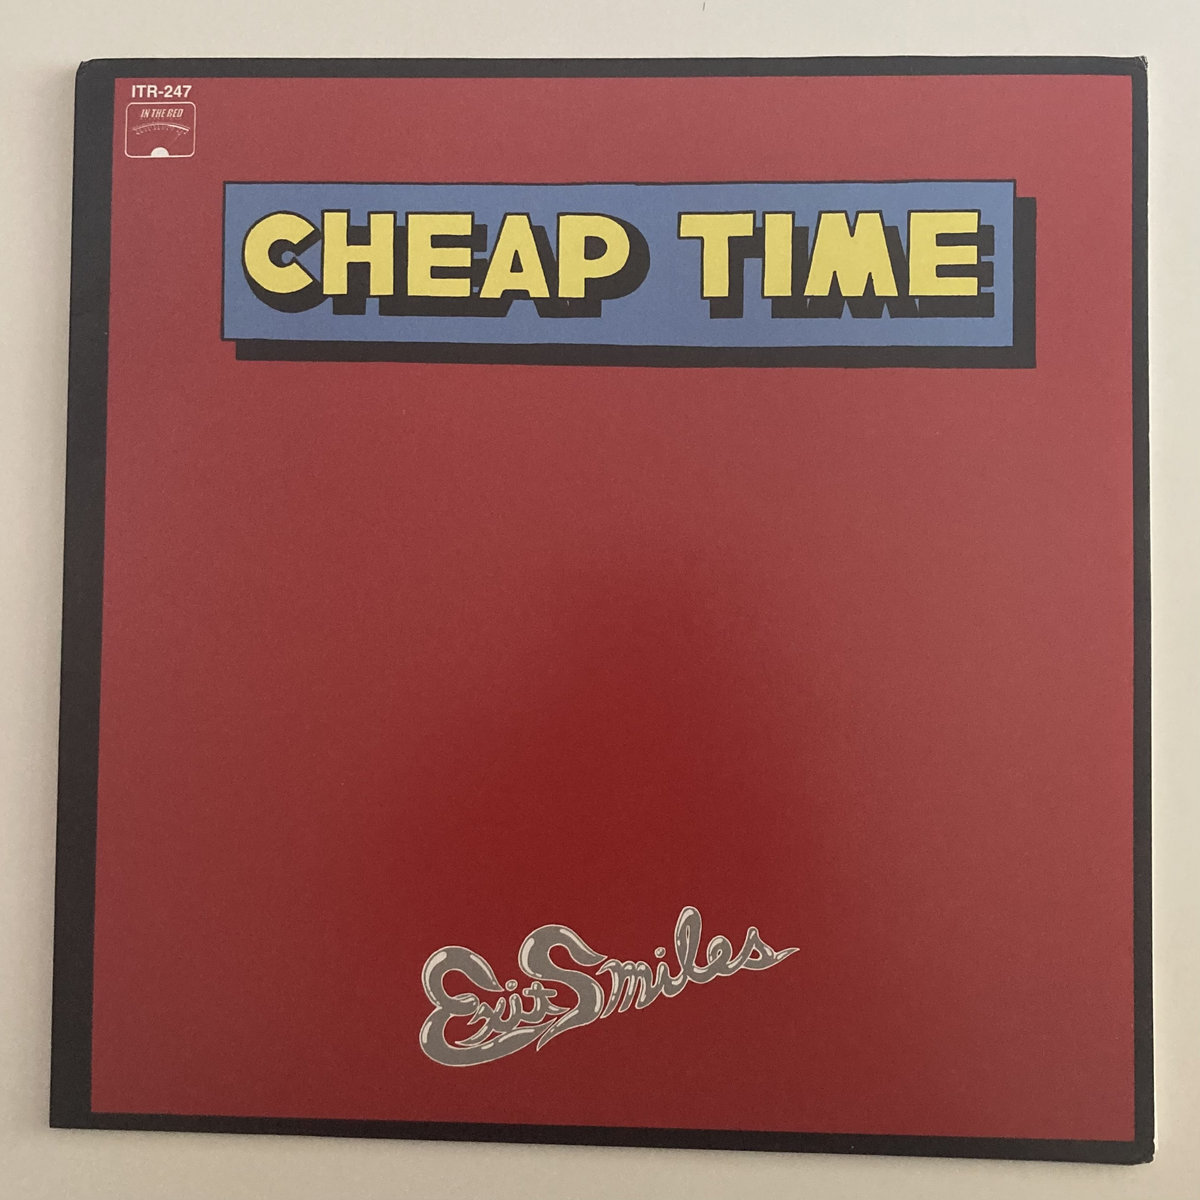 ITR-247
IN THE RED
CHEAP TIME
Exit Smiles